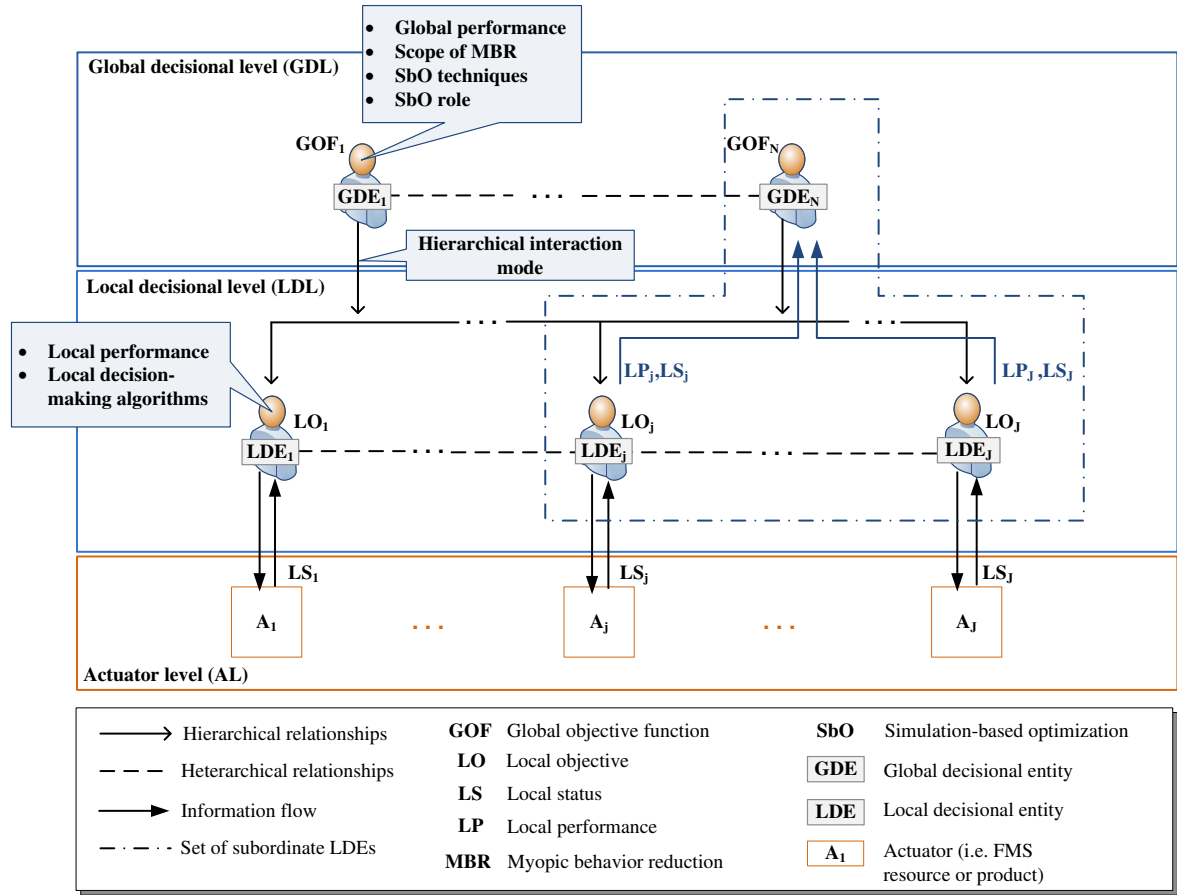 • Global performance
• Scope of MBR
• SbO techniques
• SbO role
Global decisional level (GDL)
GOF1
GDE1
. . .
GOFN
GDEN
Hierarchical interaction
mode
Local decisional level (LDL)
• Local performance
• Local decision-
making algorithms
. . .
. . .
LPj,LSj
LPJ ,LSJ
LO1
LDE1
. . .
LOj
LDEj
. . .
LOJ
LDEJ
LS1
LSj
LSJ
A1
. . .
Aj
. . .
AJ
Actuator level (AL)
Hierarchical relationships
Heterarchical relationships
Information flow
Set of subordinate LDEs
GOF Global objective function
LO Local objective
LS Local status
LP Local performance
MBR Myopic behavior reduction
SbO Simulation-based optimization
GDE Global decisional entity
LDE Local decisional entity
A1 Actuator (i.e. FMS
resource or product)